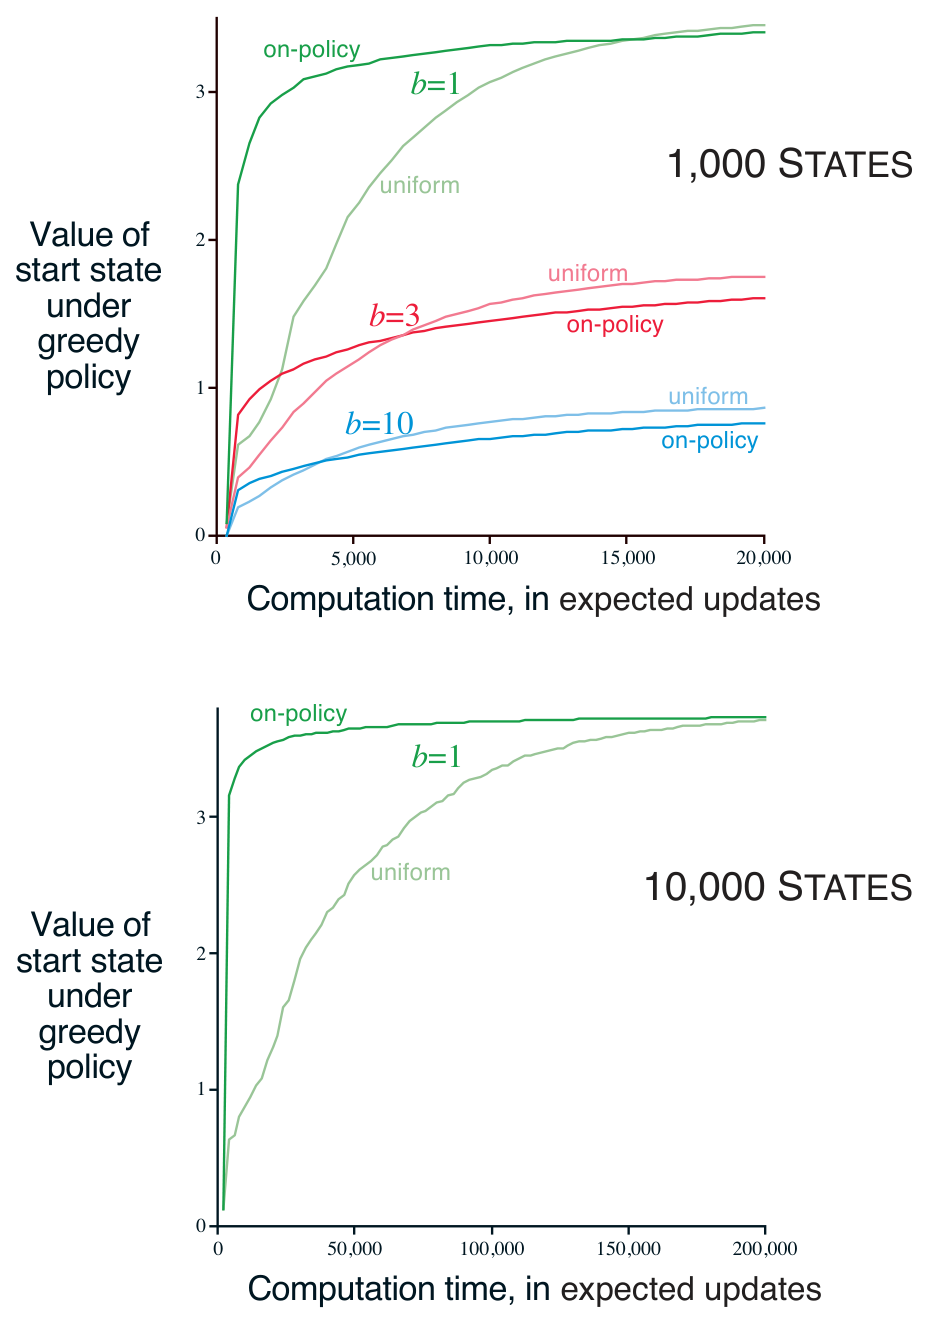 on-policy
b=1
uniform
1,000 STATES
Value of
start state
under
greedy
policy
uniform
b=3
on-policy
uniform
b=10
on-policy
3
2
1
0
0 5,000 10,000 15,000 20,000
Computation time, in expected updates
on-policy
b=1
uniform
10,000 STATES
Value of
start state
under
greedy
policy
3
2
1
0
0 50,000 100,000 150,000 200,000
Computation time, in expected updates